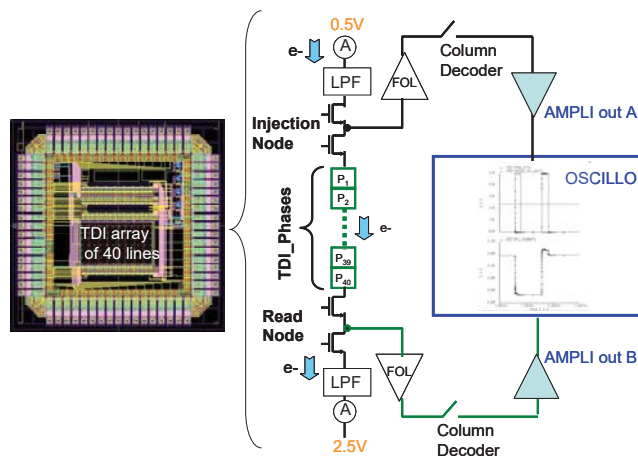 0.5V
e-
A
LPF
FOL
Column
Decoder
AMPLI out A
Injection
Node
OSCILLO
TDI array
of 40 lines
TDI_Phases
P1
P2
e-
P39
P40
Read
Node
e-
LPF
A
2.5V
FOL
Column
Decoder
AMPLI out B